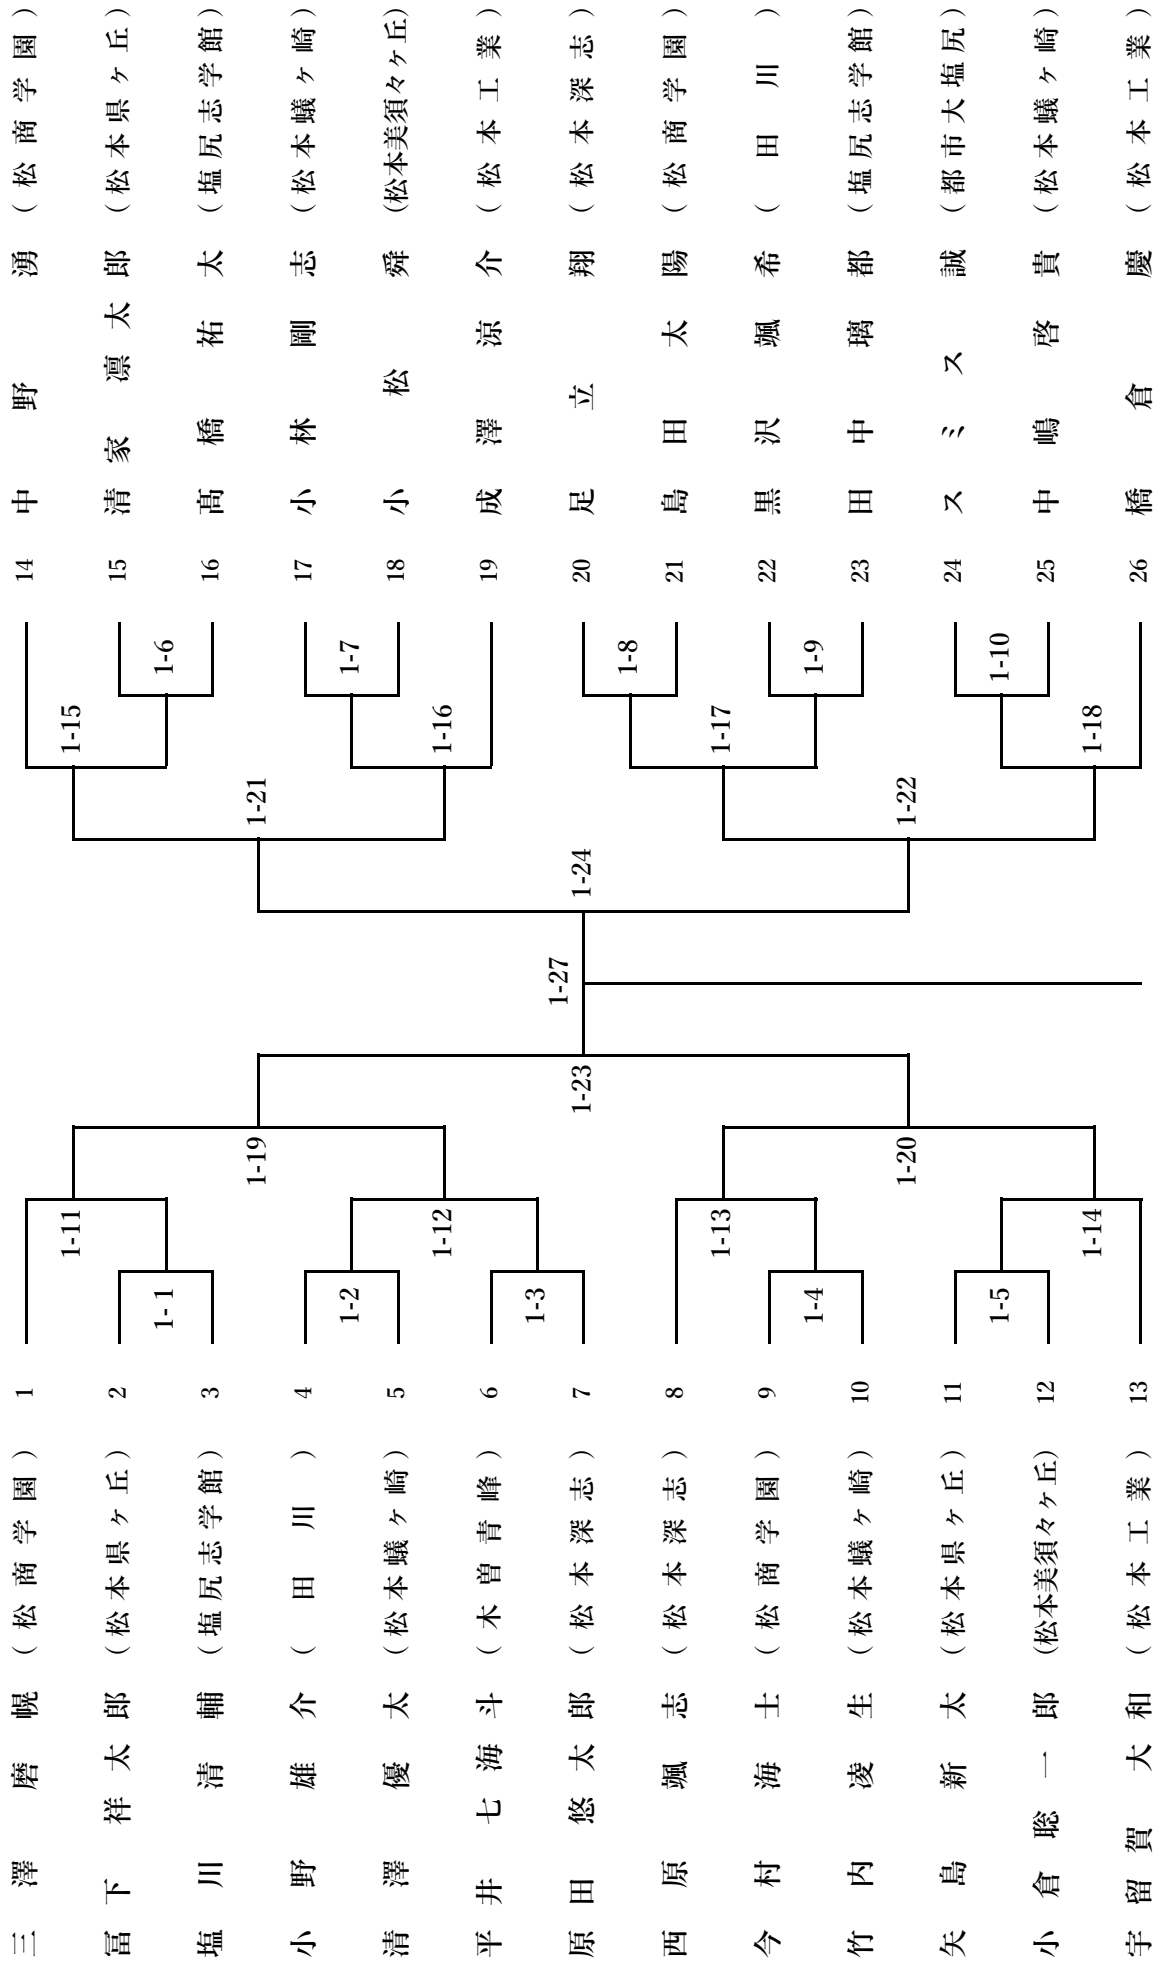 三澤 磨幌 (松商学園) 1
冨下 祥太郎 (松本県ヶ丘) 2
塩川 清輔 (塩尻志学館) 3
小野 雄介 (田川) 4
清澤 優太 (松本蟻ヶ崎) 5
平井 七海斗 (木曽青峰) 6
原田 悠太郎 (松本深志) 7
西原 颯志 (松本深志) 8
今村 海士 (松商学園) 9
竹内 凌生 (松本蟻ヶ崎) 10
矢島 新太 (松本県ヶ丘) 11
小倉 聡一郎 (松本美須々ヶ丘) 12
宇留賀 大和 (松本工業) 13
1-1
1-2
1-3
1-4
1-5
1-11
1-12
1-13
1-14
1-19
1-20
1-23
1-27
1-24
1-21
1-22
1-15
1-16
1-17
1-18
1-6
1-7
1-8
1-9
1-10
14 中野 湧 (松商学園)
15 清家 凛太郎 (松本県ヶ丘)
16 髙橋 祐太 (塩尻志学館)
17 小林 剛志 (松本蟻ヶ崎)
18 小松 舜 (松本美須々ヶ丘)
19 成澤 涼介 (松本工業)
20 足立 翔 (松本深志)
21 島田 太陽 (松商学園)
22 黒沢 颯希 (田川)
23 田中 璃都 (塩尻志学館)
24 スミス 誠 (都市大塩尻)
25 中嶋 啓貴 (松本蟻ヶ崎)
26 橋倉 慶 (松本工業)